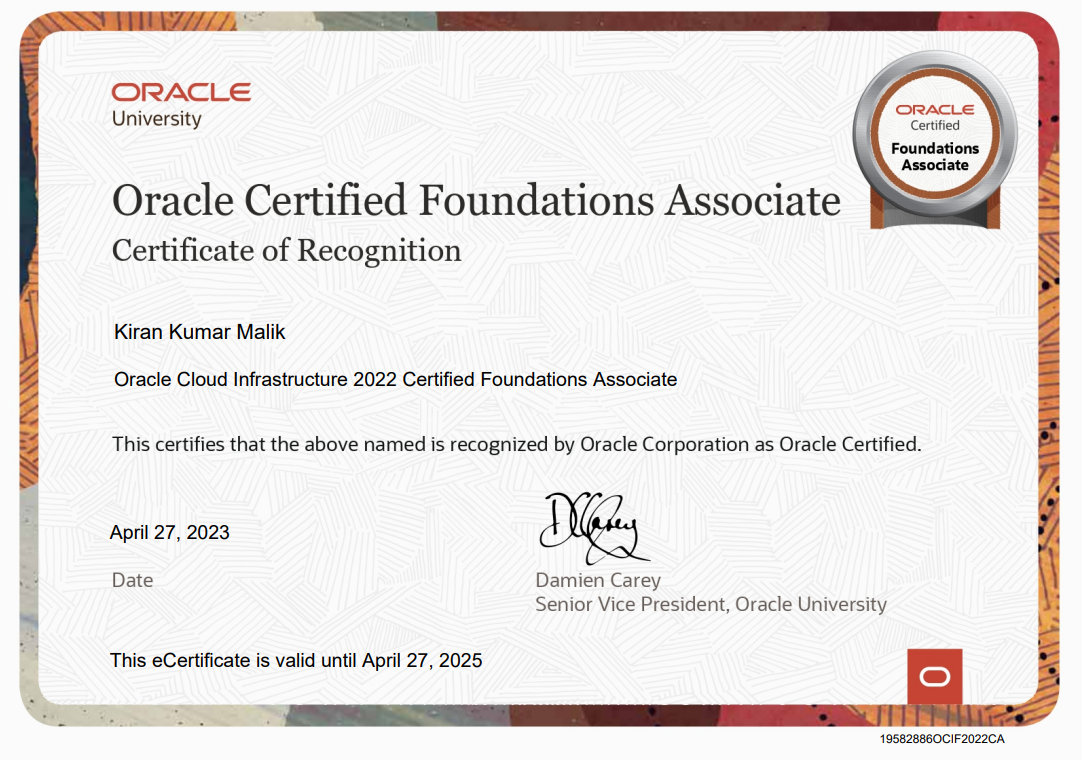 ORACLE
University
ORACLE
Certified
Foundations
Associate
Oracle Certified Foundations Associate
Certificate of Recognition
Kiran Kumar Malik
Oracle Cloud Infrastructure 2022 Certified Foundations Associate
This certifies that the above named is recognized by Oracle Corporation as Oracle Certified.
April 27, 2023
DCarey
Date
Damien Carey
Senior Vice President, Oracle University
This eCertificate is valid until April 27, 2025
19582886OCIF2022CA